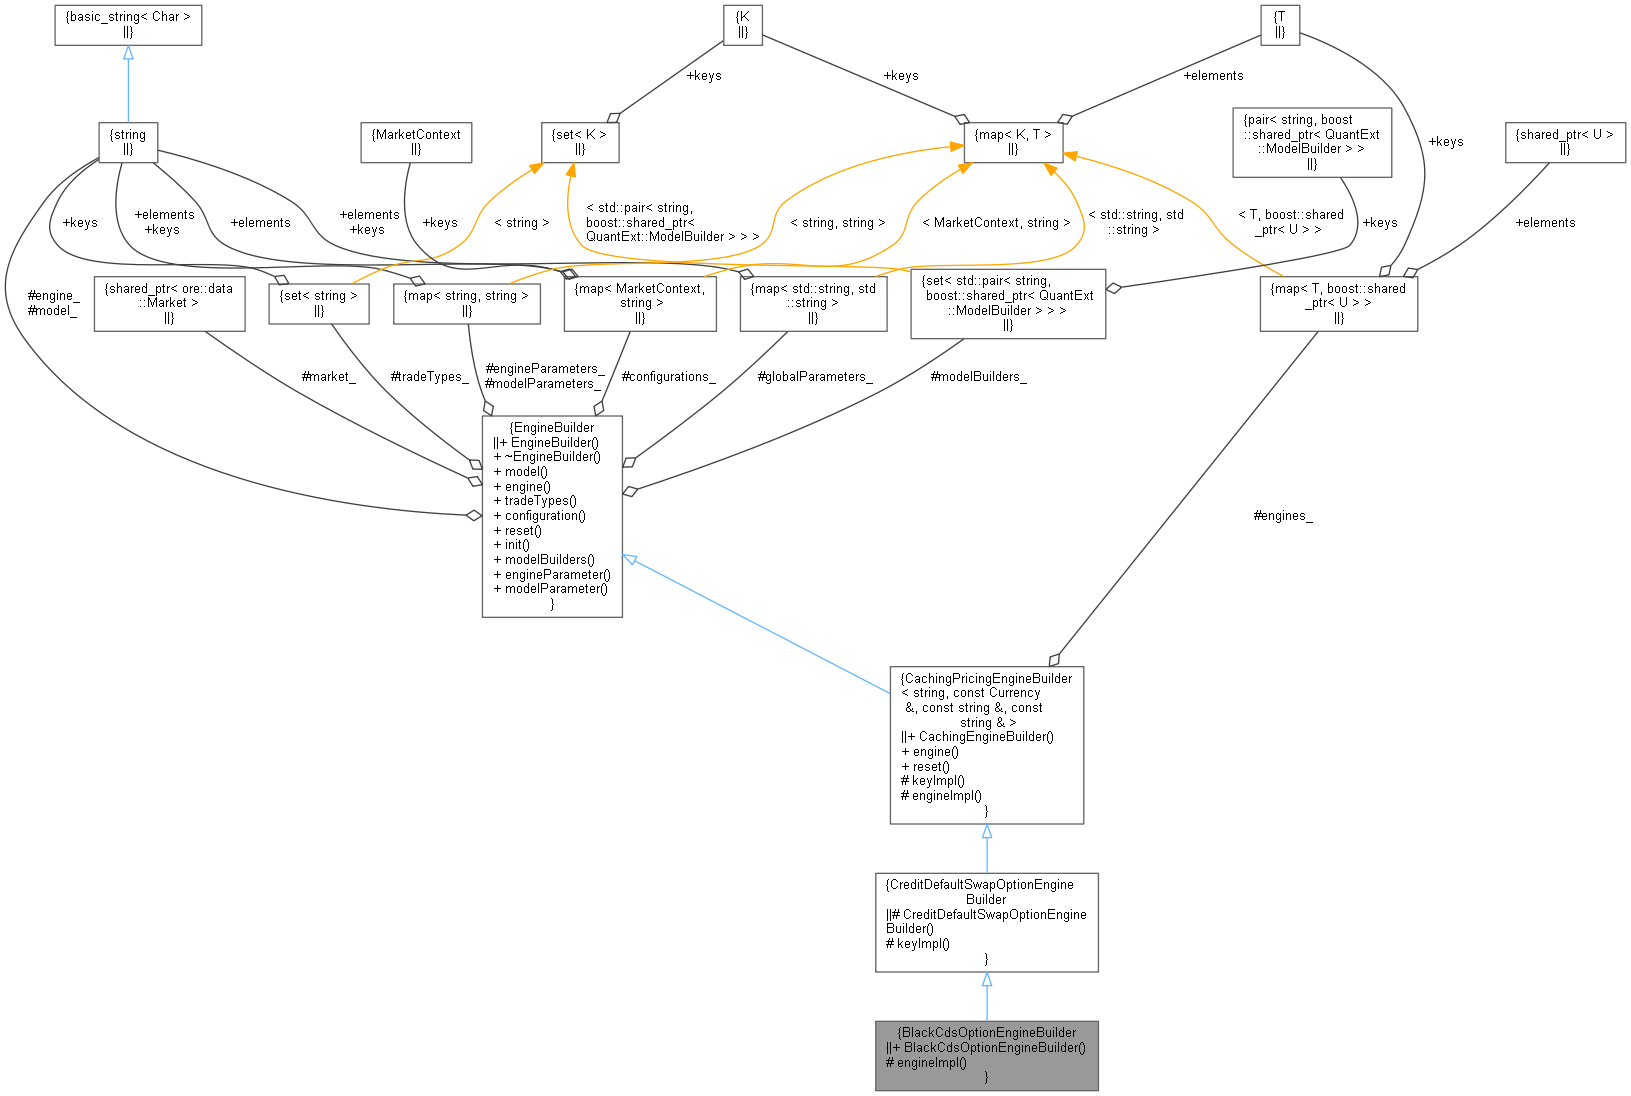 {basic_string< Char >
||}
{K
||}
{T
||}
+keys
+keys
+elements
{string
||}
{MarketContext
||}
{set< K >
||}
{map< K, T >
||}
{pair< string, boost
::shared_ptr< QuantExt
::ModelBuilder > >
||}
+keys
{shared_ptr< U >
||}
+keys
+elements
+keys
+elements
+elements
+keys
+keys
< string >
< std::pair< string,
boost::shared_ptr<
QuantExt::ModelBuilder > > >
< string, string >
< MarketContext, string >
< std::string, std
::string >
< T, boost::shared
_ptr< U > >
+keys
+elements
#engine_
#model_
{shared_ptr< ore::data
::Market >
||}
{set< string >
||}
{map< string, string >
||}
{map< MarketContext,
string >
||}
{map< std::string, std
::string >
||}
{set< std::pair< string,
boost::shared_ptr< QuantExt
::ModelBuilder > > >
||}
{map< T, boost::shared
_ptr< U > >
||}
#market_
#tradeTypes_
#engineParameters_
#modelParameters_
#configurations_
#globalParameters_
#modelBuilders_
{EngineBuilder
||+ EngineBuilder()
+ ~EngineBuilder()
+ model()
+ engine()
+ tradeTypes()
+ configuration()
+ reset()
+ init()
+ modelBuilders()
+ engineParameter()
+ modelParameter()
}
#engines_
{CachingPricingEngineBuilder
< string, const Currency
&, const string &, const
string & >
||+ CachingEngineBuilder()
+ engine()
+ reset()
# keyImpl()
# engineImpl()
}
{CreditDefaultSwapOptionEngine
Builder
||# CreditDefaultSwapOptionEngine
Builder()
# keyImpl()
}
{BlackCdsOptionEngineBuilder
||+ BlackCdsOptionEngineBuilder()
# engineImpl()
}